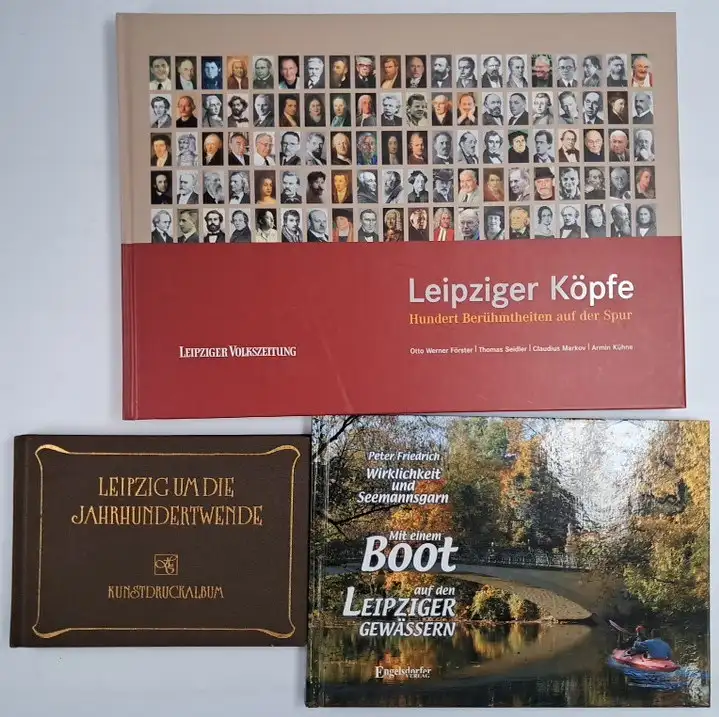 Leipziger Köpfe
Hundert Berühmtheiten auf der Spur
LEIPZIGER VOLKSZEITUNG
Otto Werner Förster | Thomas Seidler | Claudius Markov | Armin Kühne
LEIPZIG UM DIE
JAHRHUNDERTWENDE
KUNSTDRUCKALBUM
Peter Friedrich
Wirklichkeit
und
Seemannsgarn
Mit einem
Boot
auf den
LEIPZIGER
GEWÄSSERN
Engelsdorfer
VERLAG